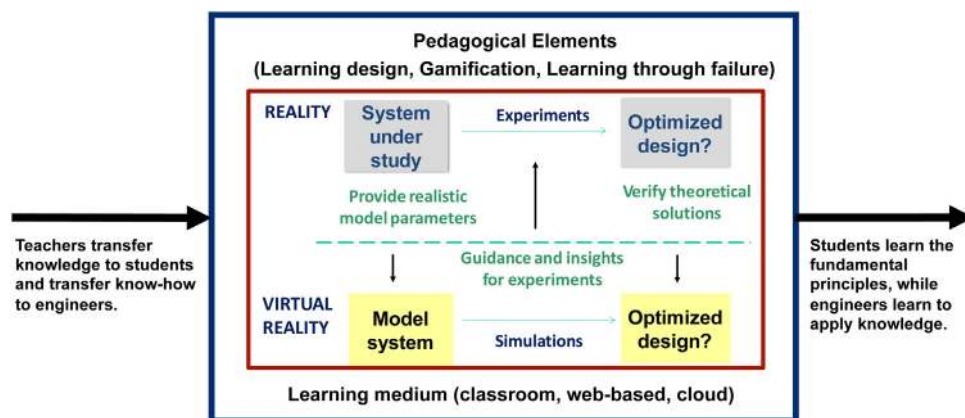 Pedagogical Elements
(Learning design, Gamification, Learning through failure)
REALITY
System
under
study
Experiments
Optimized
design?
Provide realistic
model parameters
Verify theoretical
solutions
Teachers transfer
knowledge to students
and transfer know-how
to engineers.
Guidance and insights
for experiments
Students learn the
fundamental
principles, while
engineers learn to
apply knowledge.
VIRTUAL
REALITY
Model
system
Simulations
Optimized
design?
Learning medium (classroom, web-based, cloud)